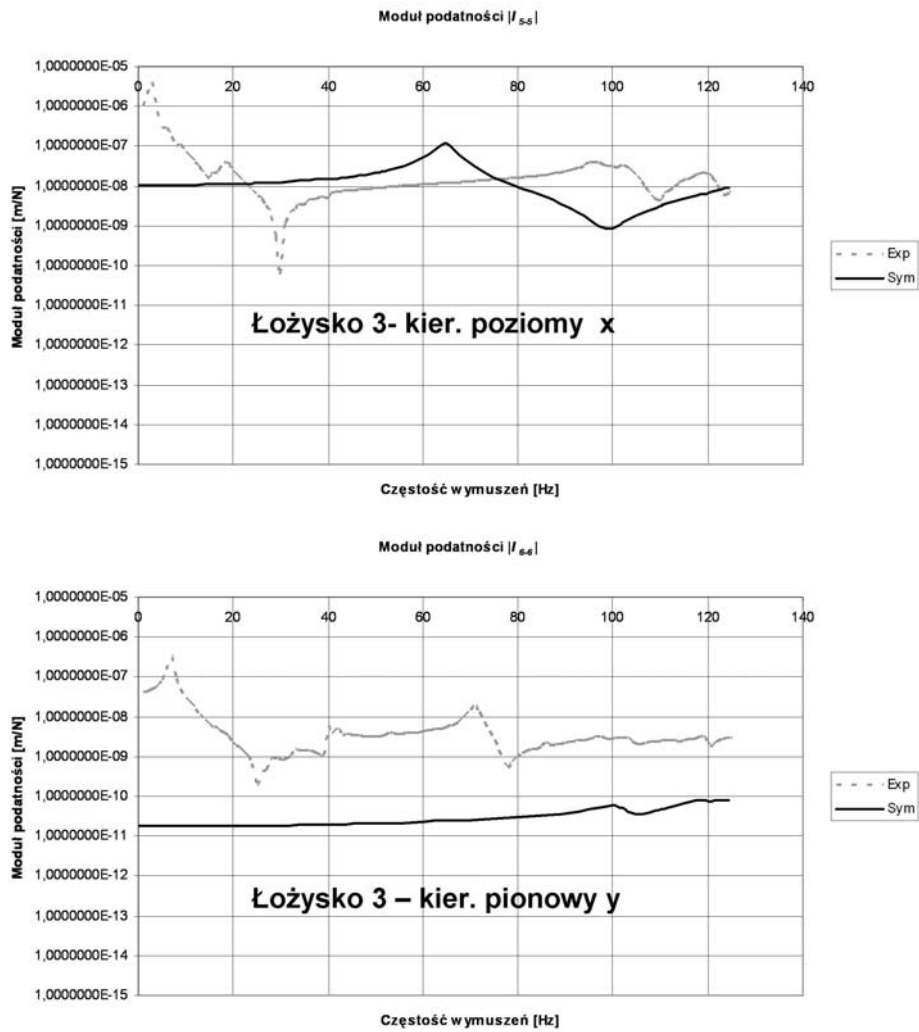 Moduł podatności |I 5-5|
1,0000000E-05
0 20 40 60 80 100 120 140
1,0000000E-06
1,0000000E-07
1,0000000E-08
1,0000000E-09
1,0000000E-10
1,0000000E-11
1,0000000E-12
1,0000000E-13
1,0000000E-14
1,0000000E-15
Moduł podatności [m/N]
Łożysko 3- kier. poziomy x
Exp
Sym
Częstość wymuszeń [Hz]
Moduł podatności |I 6-6|
1,0000000E-05
0 20 40 60 80 100 120 140
1,0000000E-06
1,0000000E-07
1,0000000E-08
1,0000000E-09
1,0000000E-10
1,0000000E-11
1,0000000E-12
1,0000000E-13
1,0000000E-14
1,0000000E-15
Moduł podatności [m/N]
Łożysko 3 – kier. pionowy y
Exp
Sym
Częstość wymuszeń [Hz]